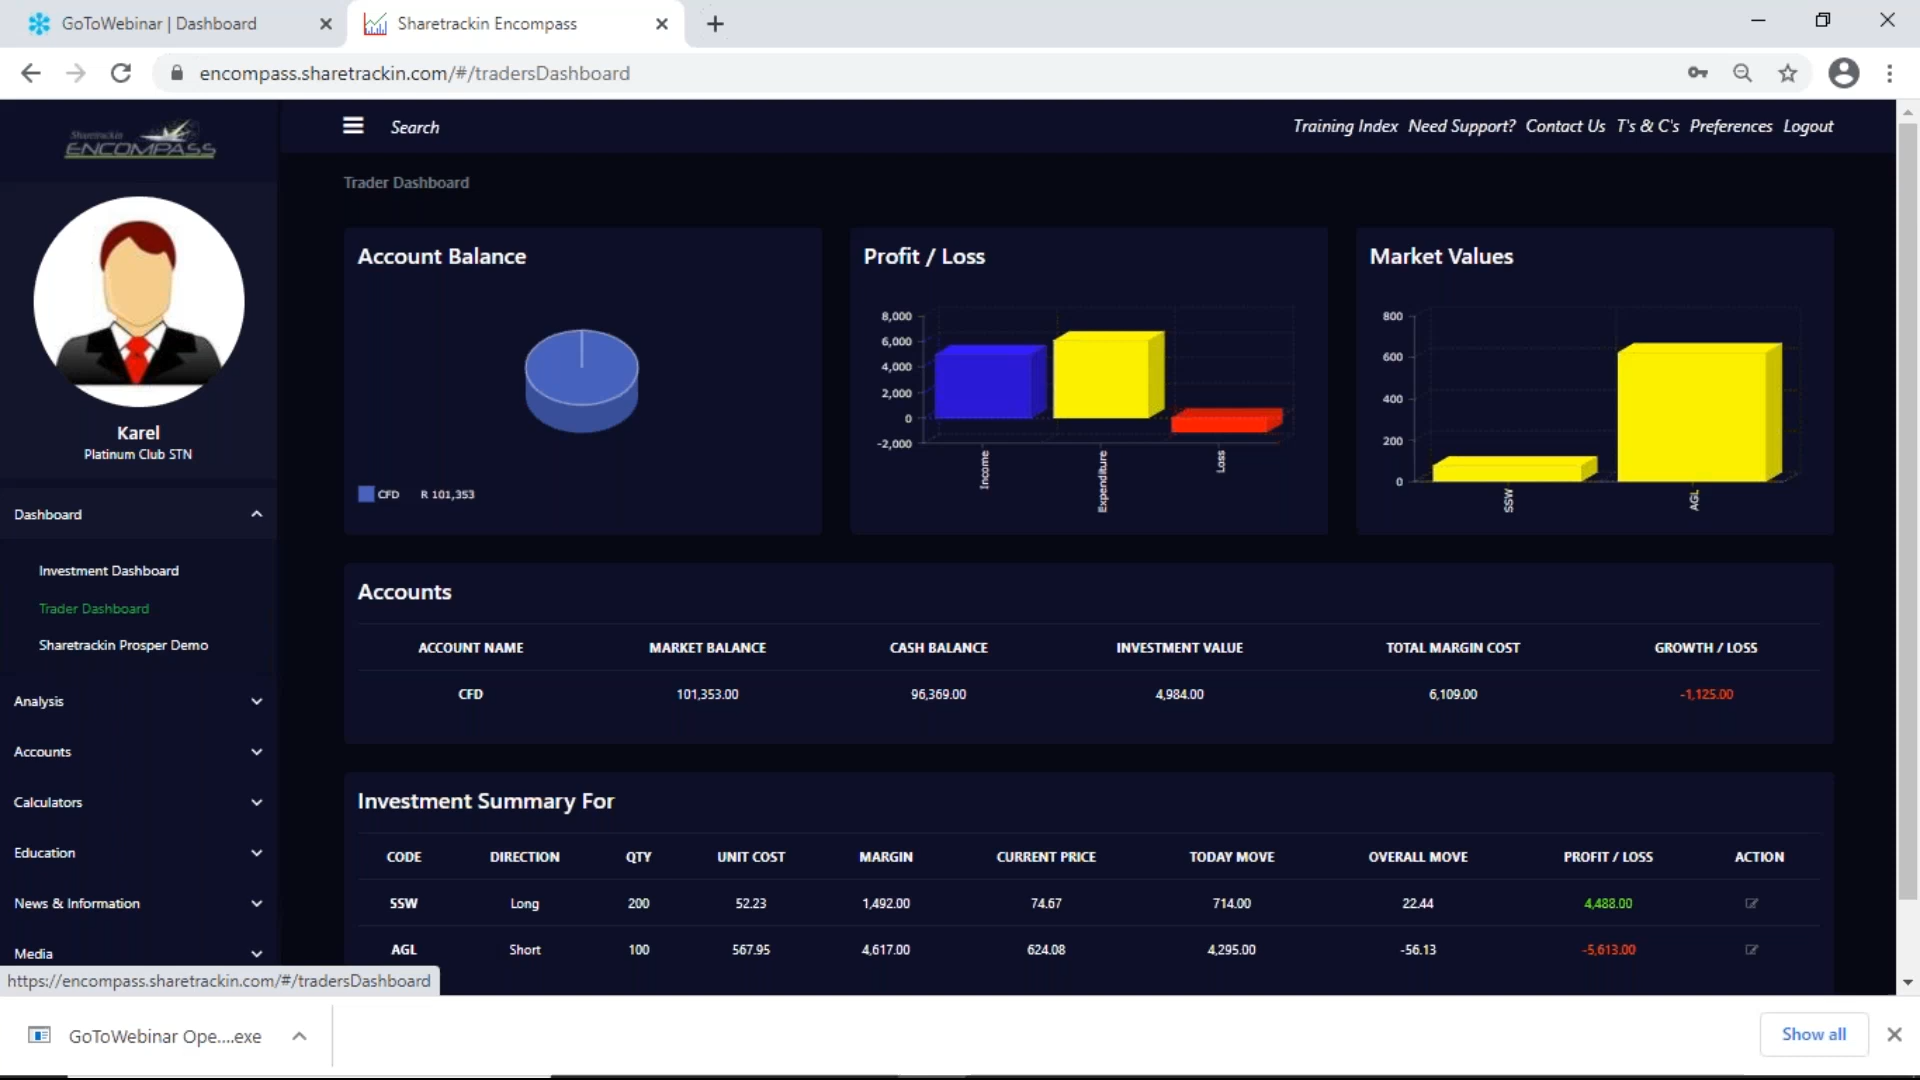 GoToWebinar | Dashboard
Sharetrackin Encompass
encompass.sharetrackin.com/#/tradersDashboard
Sharetrackin
ENCOMPASS
Search
Training Index Need Support? Contact Us T's & C's Preferences Logout
Trader Dashboard
Karel
Platinum Club STN
Dashboard
Investment Dashboard
Trader Dashboard
Sharetrackin Prosper Demo
Analysis
Accounts
Calculators
Education
News & Information
Media
https://encompass.sharetrackin.com/#/tradersDashboard
Account Balance
CFD R 101,353
Profit / Loss
8,000
6,000
4,000
2,000
0
-2,000
Income
Expenditure
Loss
Market Values
800
600
400
200
0
SSW
AGL
Accounts
ACCOUNT NAME MARKET BALANCE CASH BALANCE INVESTMENT VALUE TOTAL MARGIN COST GROWTH / LOSS
CFD 101,353.00 96,369.00 4,984.00 6,109.00 -1,125.00
Investment Summary For
CODE DIRECTION QTY UNIT COST MARGIN CURRENT PRICE TODAY MOVE OVERALL MOVE PROFIT / LOSS ACTION
SSW Long 200 52.23 1,492.00 74.67 714.00 22.44 4,488.00
AGL Short 100 567.95 4,617.00 624.08 4,295.00 -56.13 -5,613.00
GoToWebinar Ope....exe
Show all